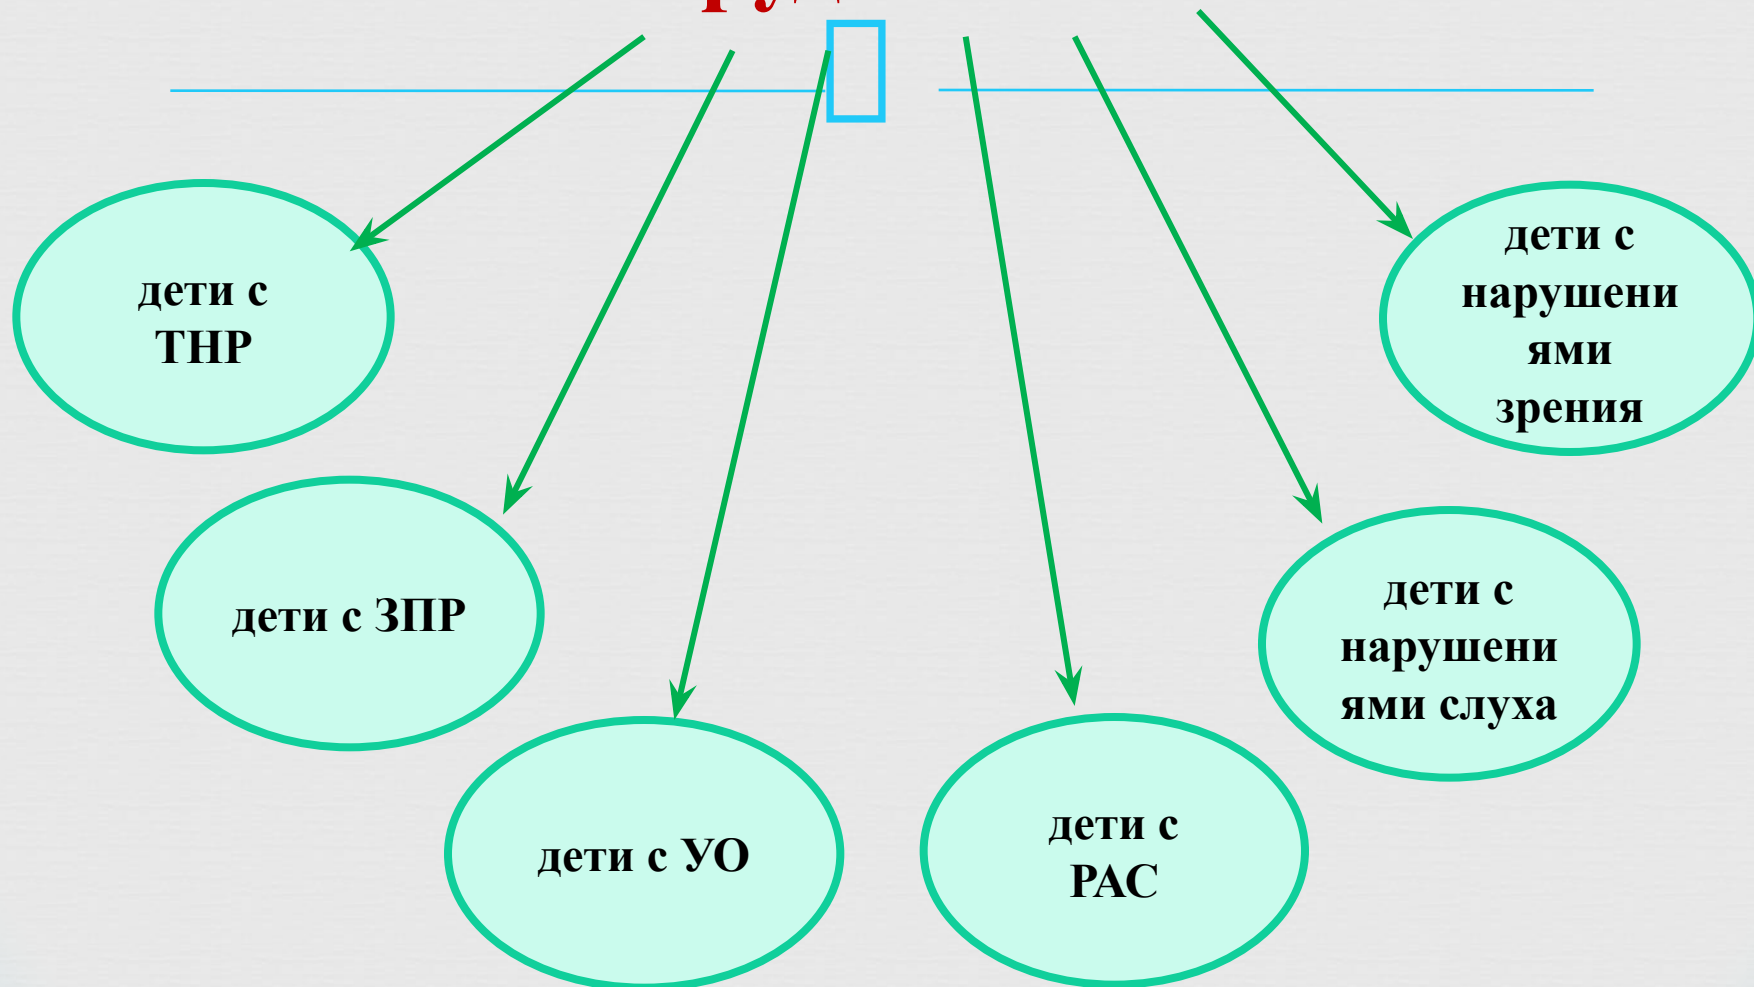 дети с
ТНР
дети с ЗПР
дети с УО
дети с
РАС
дети с
нарушени
ями слуха
дети с
нарушени
ями
зрения